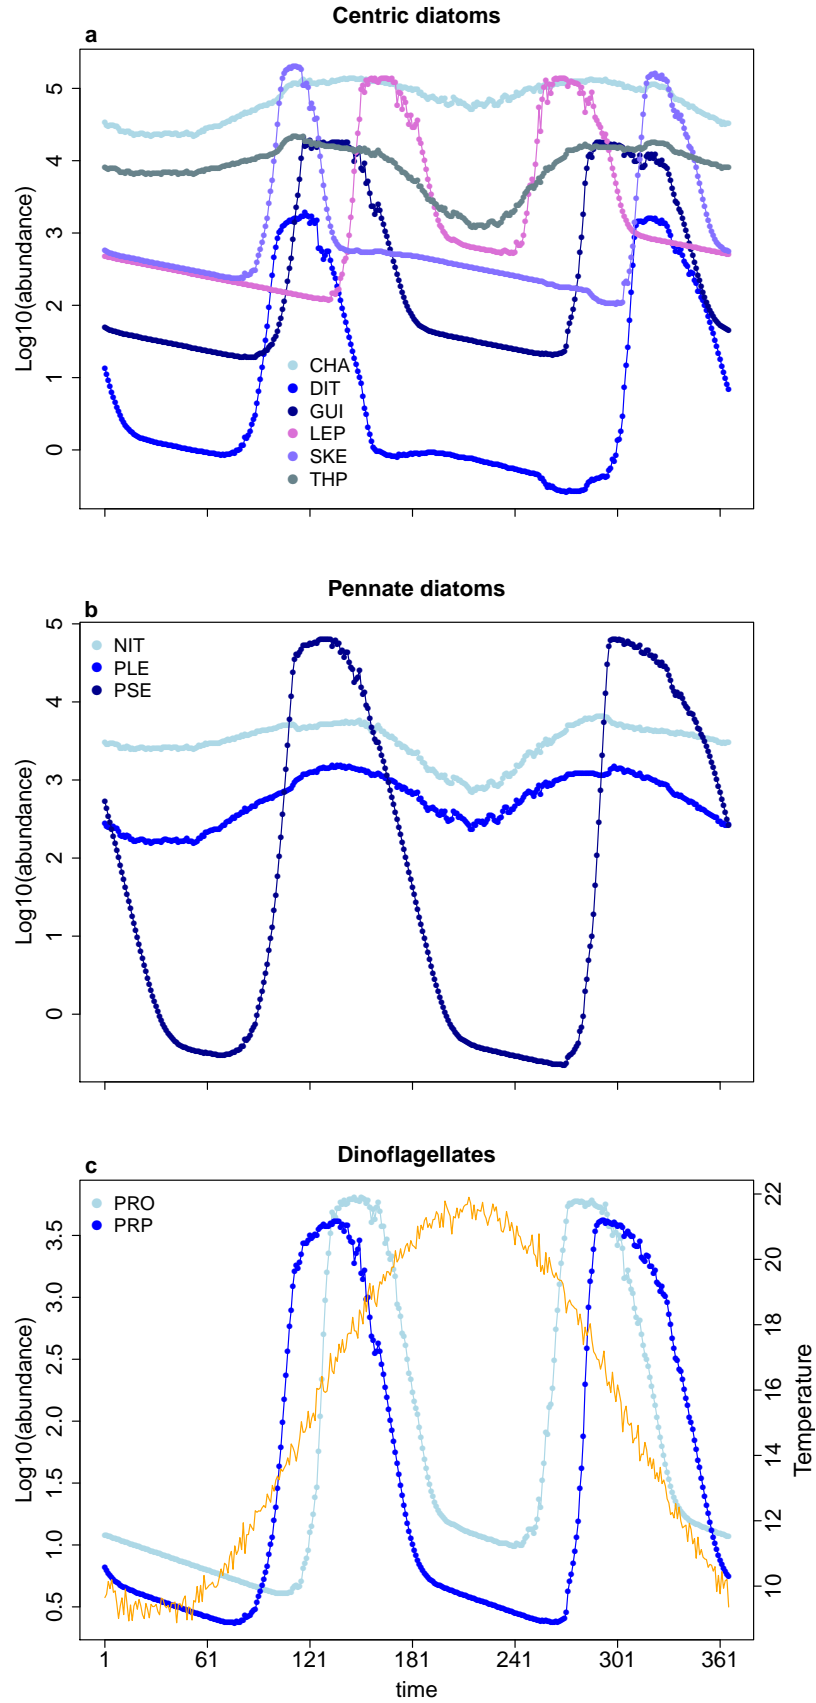 Centric diatoms
a
Log10(abundance)
5
4
3
2
1
0
CHA
DIT
GUI
LEP
SKE
THP
Pennate diatoms
b
Log10(abundance)
5
4
3
2
1
0
NIT
PLE
PSE
Dinoflagellates
c
Log10(abundance)
3.5
3.0
2.5
2.0
1.5
1.0
0.5
PRO
PRP
22
20
18
16
14
12
10
Temperature
1 61 121 181 241 301 361
time